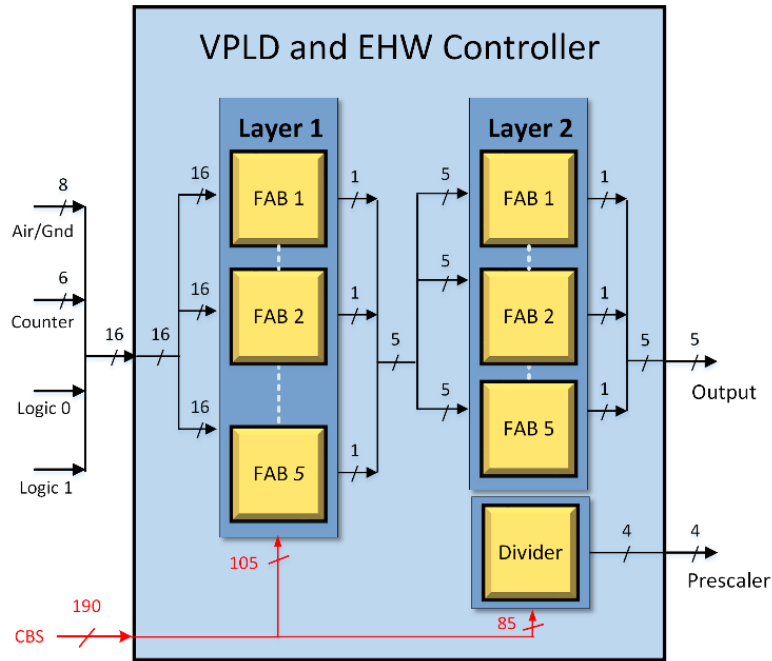 VPLD and EHW Controller
Layer 1
Layer 2
16
FAB 1
1
5
FAB 1
1
8
Air/Gnd
16
FAB 2
1
5
FAB 2
1
6
Counter
16
16
5
5
5
Output
Logic 0
16
FAB 5
1
5
FAB 5
1
Logic 1
Divider
4
4
Prescaler
105
190
CBS
85